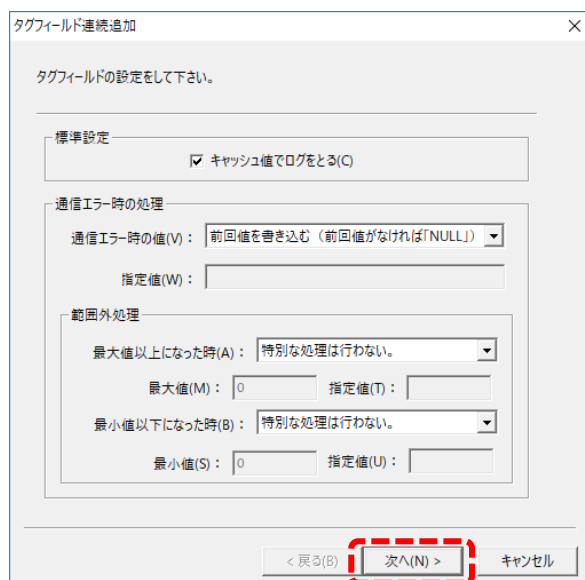 タグフィールド連続追加
タグフィールドの設定をして下さい。
標準設定
キャッシュ値でログをとる(C)
通信エラー時の処理
通信エラー時の値(V)： 前回値を書き込む（前回値がなければ「NULL」）
指定値(W)：
範囲外処理
最大値以上になった時(A)： 特別な処理は行わない。
最大値(M)： 0 指定値(T)：
最小値以下になった時(B)： 特別な処理は行わない。
最小値(S)： 0 指定値(U)：
< 戻る(B) 次へ(N) > キャンセル